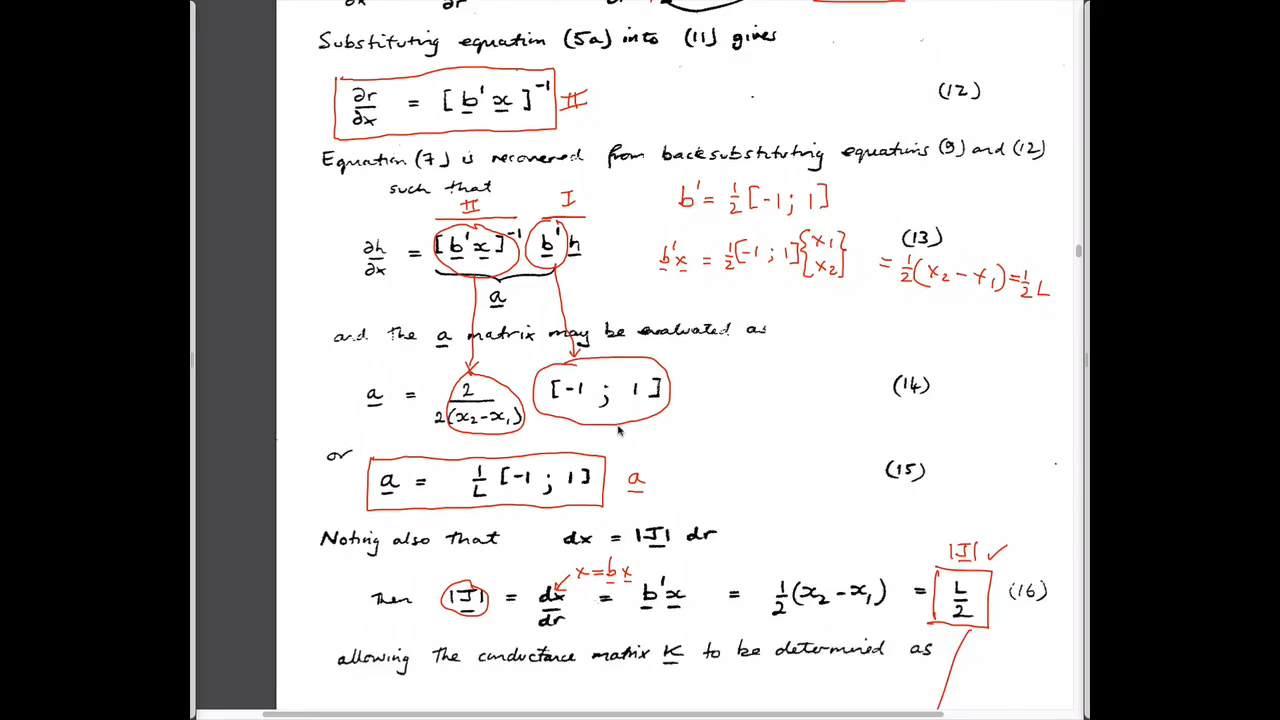 Substituting equation (5a) into (11) gives
∂r/∂x = [b' x]⁻¹ II (12)
Equation (7) is recovered from backsubstituting equations (9) and (12)
such that
b' = ½ [-1 ; 1]
II I
∂h/∂x = [b' x]⁻¹ b' h (13)
b' x = ½ [-1 ; 1] {x₁ x₂} = ½ (x₂ - x₁) = ½ L
a
and the a matrix may be evaluated as
a = 2/2(x₂-x₁) [-1 ; 1] (14)
or
a = 1/L [-1 ; 1] a (15)
Noting also that dx = |J| dr
|J| ✓
x = b x
Then |J| = dx/dr = b' x = ½ (x₂ - x₁) = L/2 (16)
allowing the conductance matrix K to be determined as